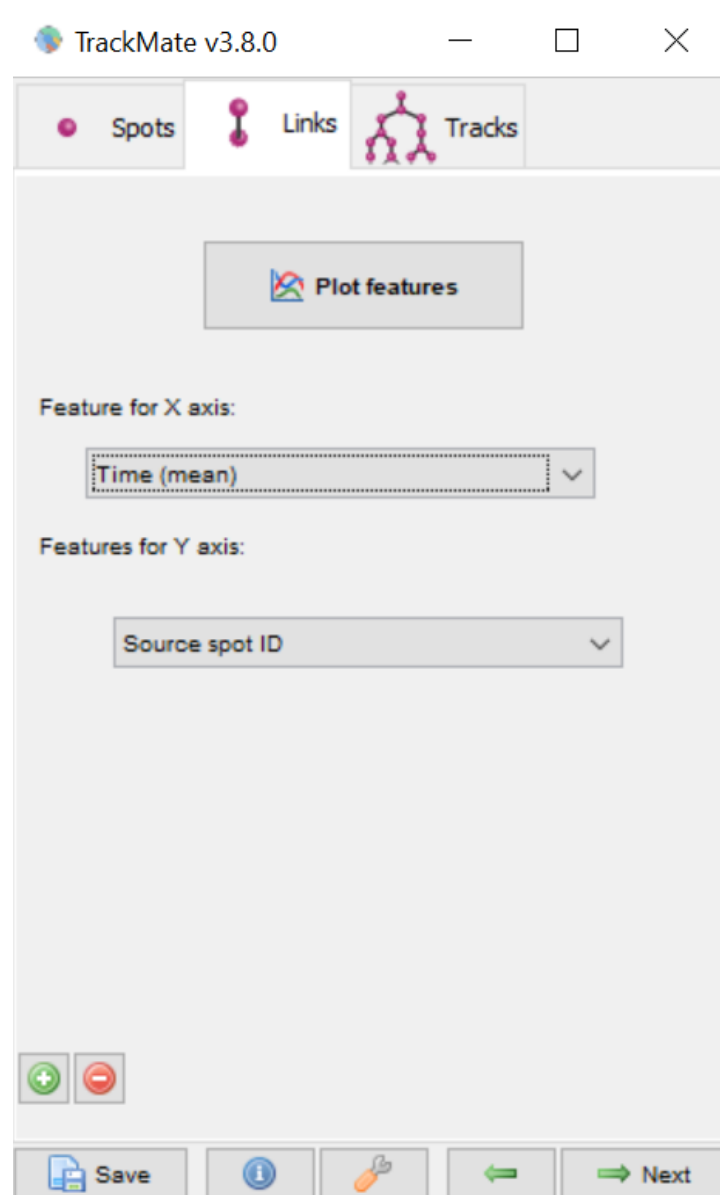 TrackMate v3.8.0
Spots Links Tracks
Plot features
Feature for X axis:
Time (mean)
Features for Y axis:
Source spot ID
Save Next